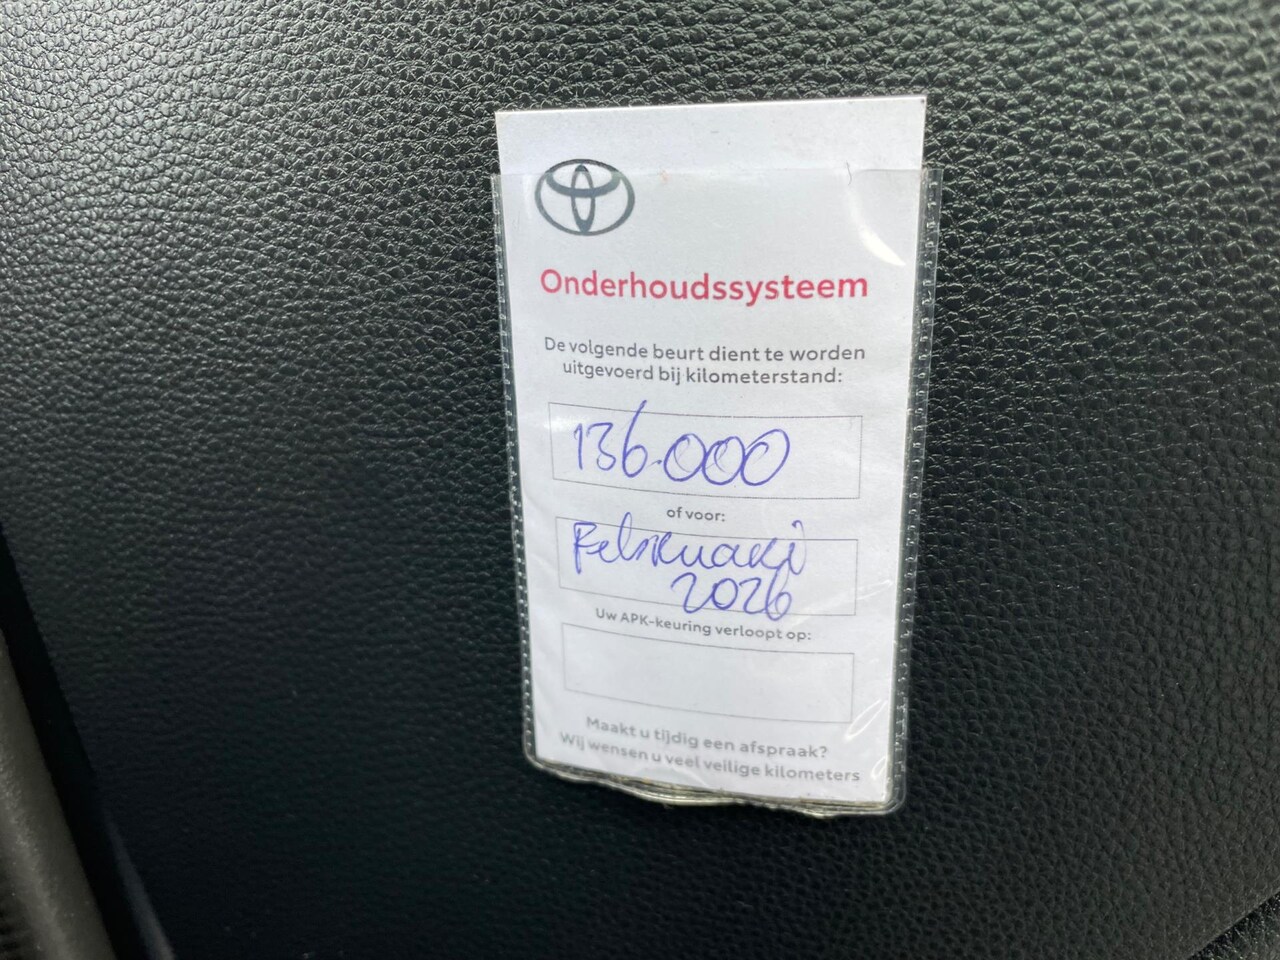 Onderhoudssysteem
De volgende beurt dient te worden
uitgevoerd bij kilometerstand:
136.000
of voor:
Februari
2026
Uw APK-keuring verloopt op:
Maakt u tijdig een afspraak?
Wij wensen u veel veilige kilometers